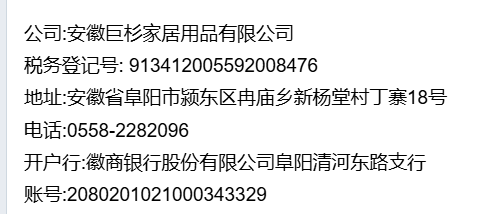 公司:安徽巨杉家居用品有限公司
税务登记号: 913412005592008476
地址:安徽省阜阳市颍东区冉庙乡新杨堂村丁寨18号
电话:0558-2282096
开户行:徽商银行股份有限公司阜阳清河东路支行
账号:2080201021000343329